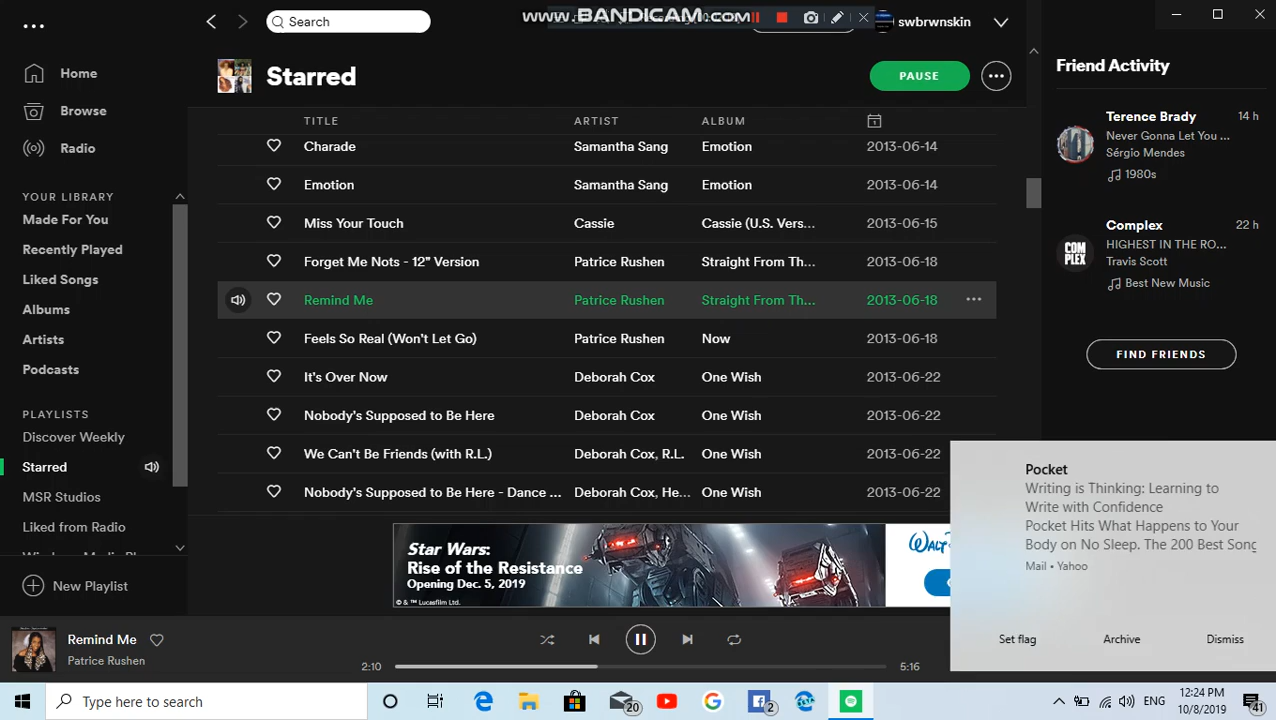 WWW.BANDICAM.COM
Search
swbrwnskin
Home
Browse
Radio
YOUR LIBRARY
Made For You
Recently Played
Liked Songs
Albums
Artists
Podcasts
PLAYLISTS
Discover Weekly
Starred
MSR Studios
Liked from Radio
New Playlist
Starred
PAUSE
TITLE ARTIST ALBUM
Charade Samantha Sang Emotion 2013-06-14
Emotion Samantha Sang Emotion 2013-06-14
Miss Your Touch Cassie Cassie (U.S. Vers... 2013-06-15
Forget Me Nots - 12" Version Patrice Rushen Straight From Th... 2013-06-18
Remind Me Patrice Rushen Straight From Th... 2013-06-18
Feels So Real (Won't Let Go) Patrice Rushen Now 2013-06-18
It's Over Now Deborah Cox One Wish 2013-06-22
Nobody's Supposed to Be Here Deborah Cox One Wish 2013-06-22
We Can't Be Friends (with R.L.) Deborah Cox, R.L. One Wish 2013-06-22
Nobody's Supposed to Be Here - Dance ... Deborah Cox, He... One Wish 2013-06-22
Friend Activity
Terence Brady 14 h
Never Gonna Let You ...
Sérgio Mendes
1980s
Complex 22 h
HIGHEST IN THE RO...
Travis Scott
Best New Music
COMPLEX
FIND FRIENDS
Star Wars:
Rise of the Resistance
Opening Dec. 5, 2019
© & ™ Lucasfilm Ltd.
Pocket
Writing is Thinking: Learning to
Write with Confidence
Pocket Hits What Happens to Your
Body on No Sleep. The 200 Best Song
Mail • Yahoo
Set flag Archive Dismiss
Remind Me
Patrice Rushen
2:10 5:16
Type here to search
20
2
ENG
12:24 PM
10/8/2019
41